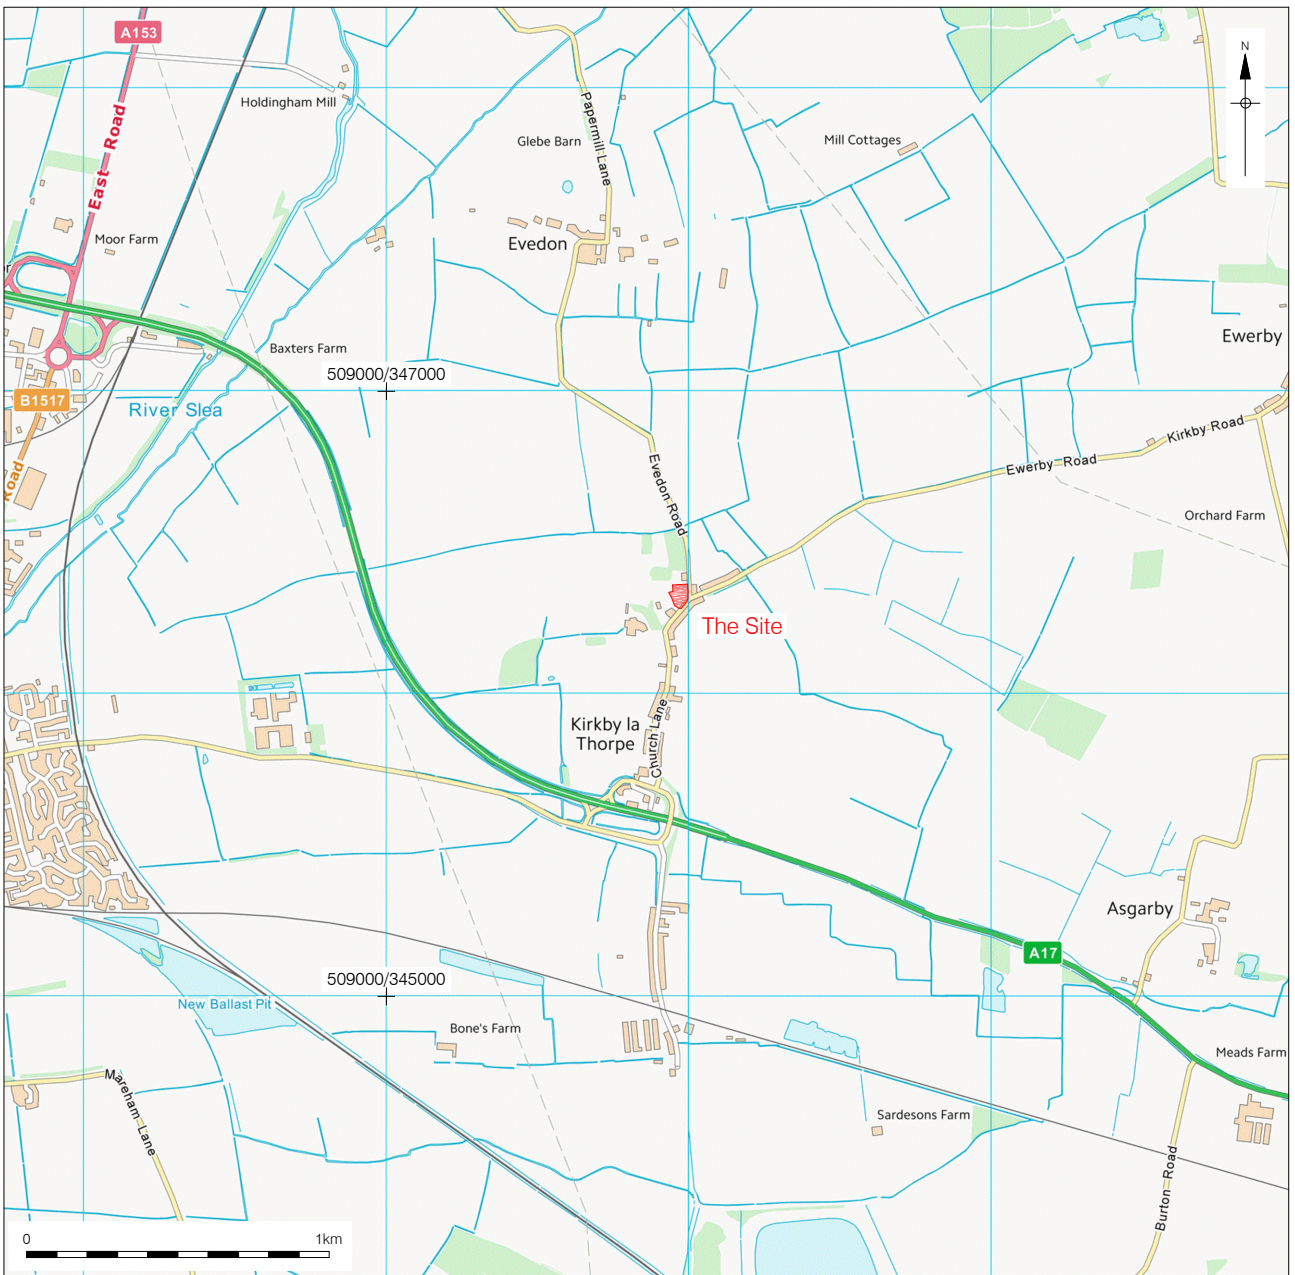 A153
N
East Road
Holdingham Mill
Papermill Lane
Glebe Barn
Mill Cottages
Moor Farm
Evedon
Baxters Farm
Ewerby
509000/347000
B1517
River Slea
Road
Kirkby Road
Evedon Road
Ewerby Road
Orchard Farm
The Site
Kirkby la
Thorpe
Church Lane
Asgarby
A17
509000/345000
New Ballast Pit
Bone's Farm
Meads Farm
Mareham Lane
Sardesons Farm
Burton Road
0
1km